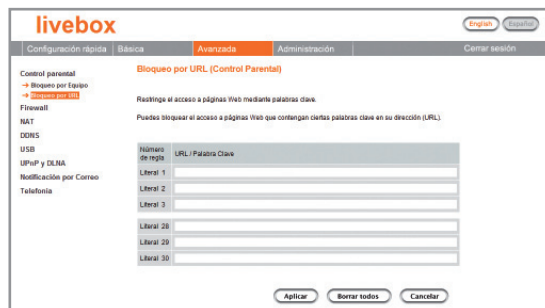 livebox
English Español
Configuración rápida Básica Avanzada Administración Cerrar sesión
Control parental
Bloqueo por Equipo
Bloqueo por URL
Firewall
NAT
DDNS
USB
UPnP y DLNA
Notificación por Correo
Telefonía
Bloqueo por URL (Control Parental)
Restringe el acceso a páginas Web mediante palabras clave.
Puedes bloquear el acceso a páginas Web que contengan ciertas palabras clave en su dirección (URL).
Número de regla URL / Palabra Clave
Literal 1
Literal 2
Literal 3
Literal 28
Literal 29
Literal 30
Aplicar Borrar todos Cancelar